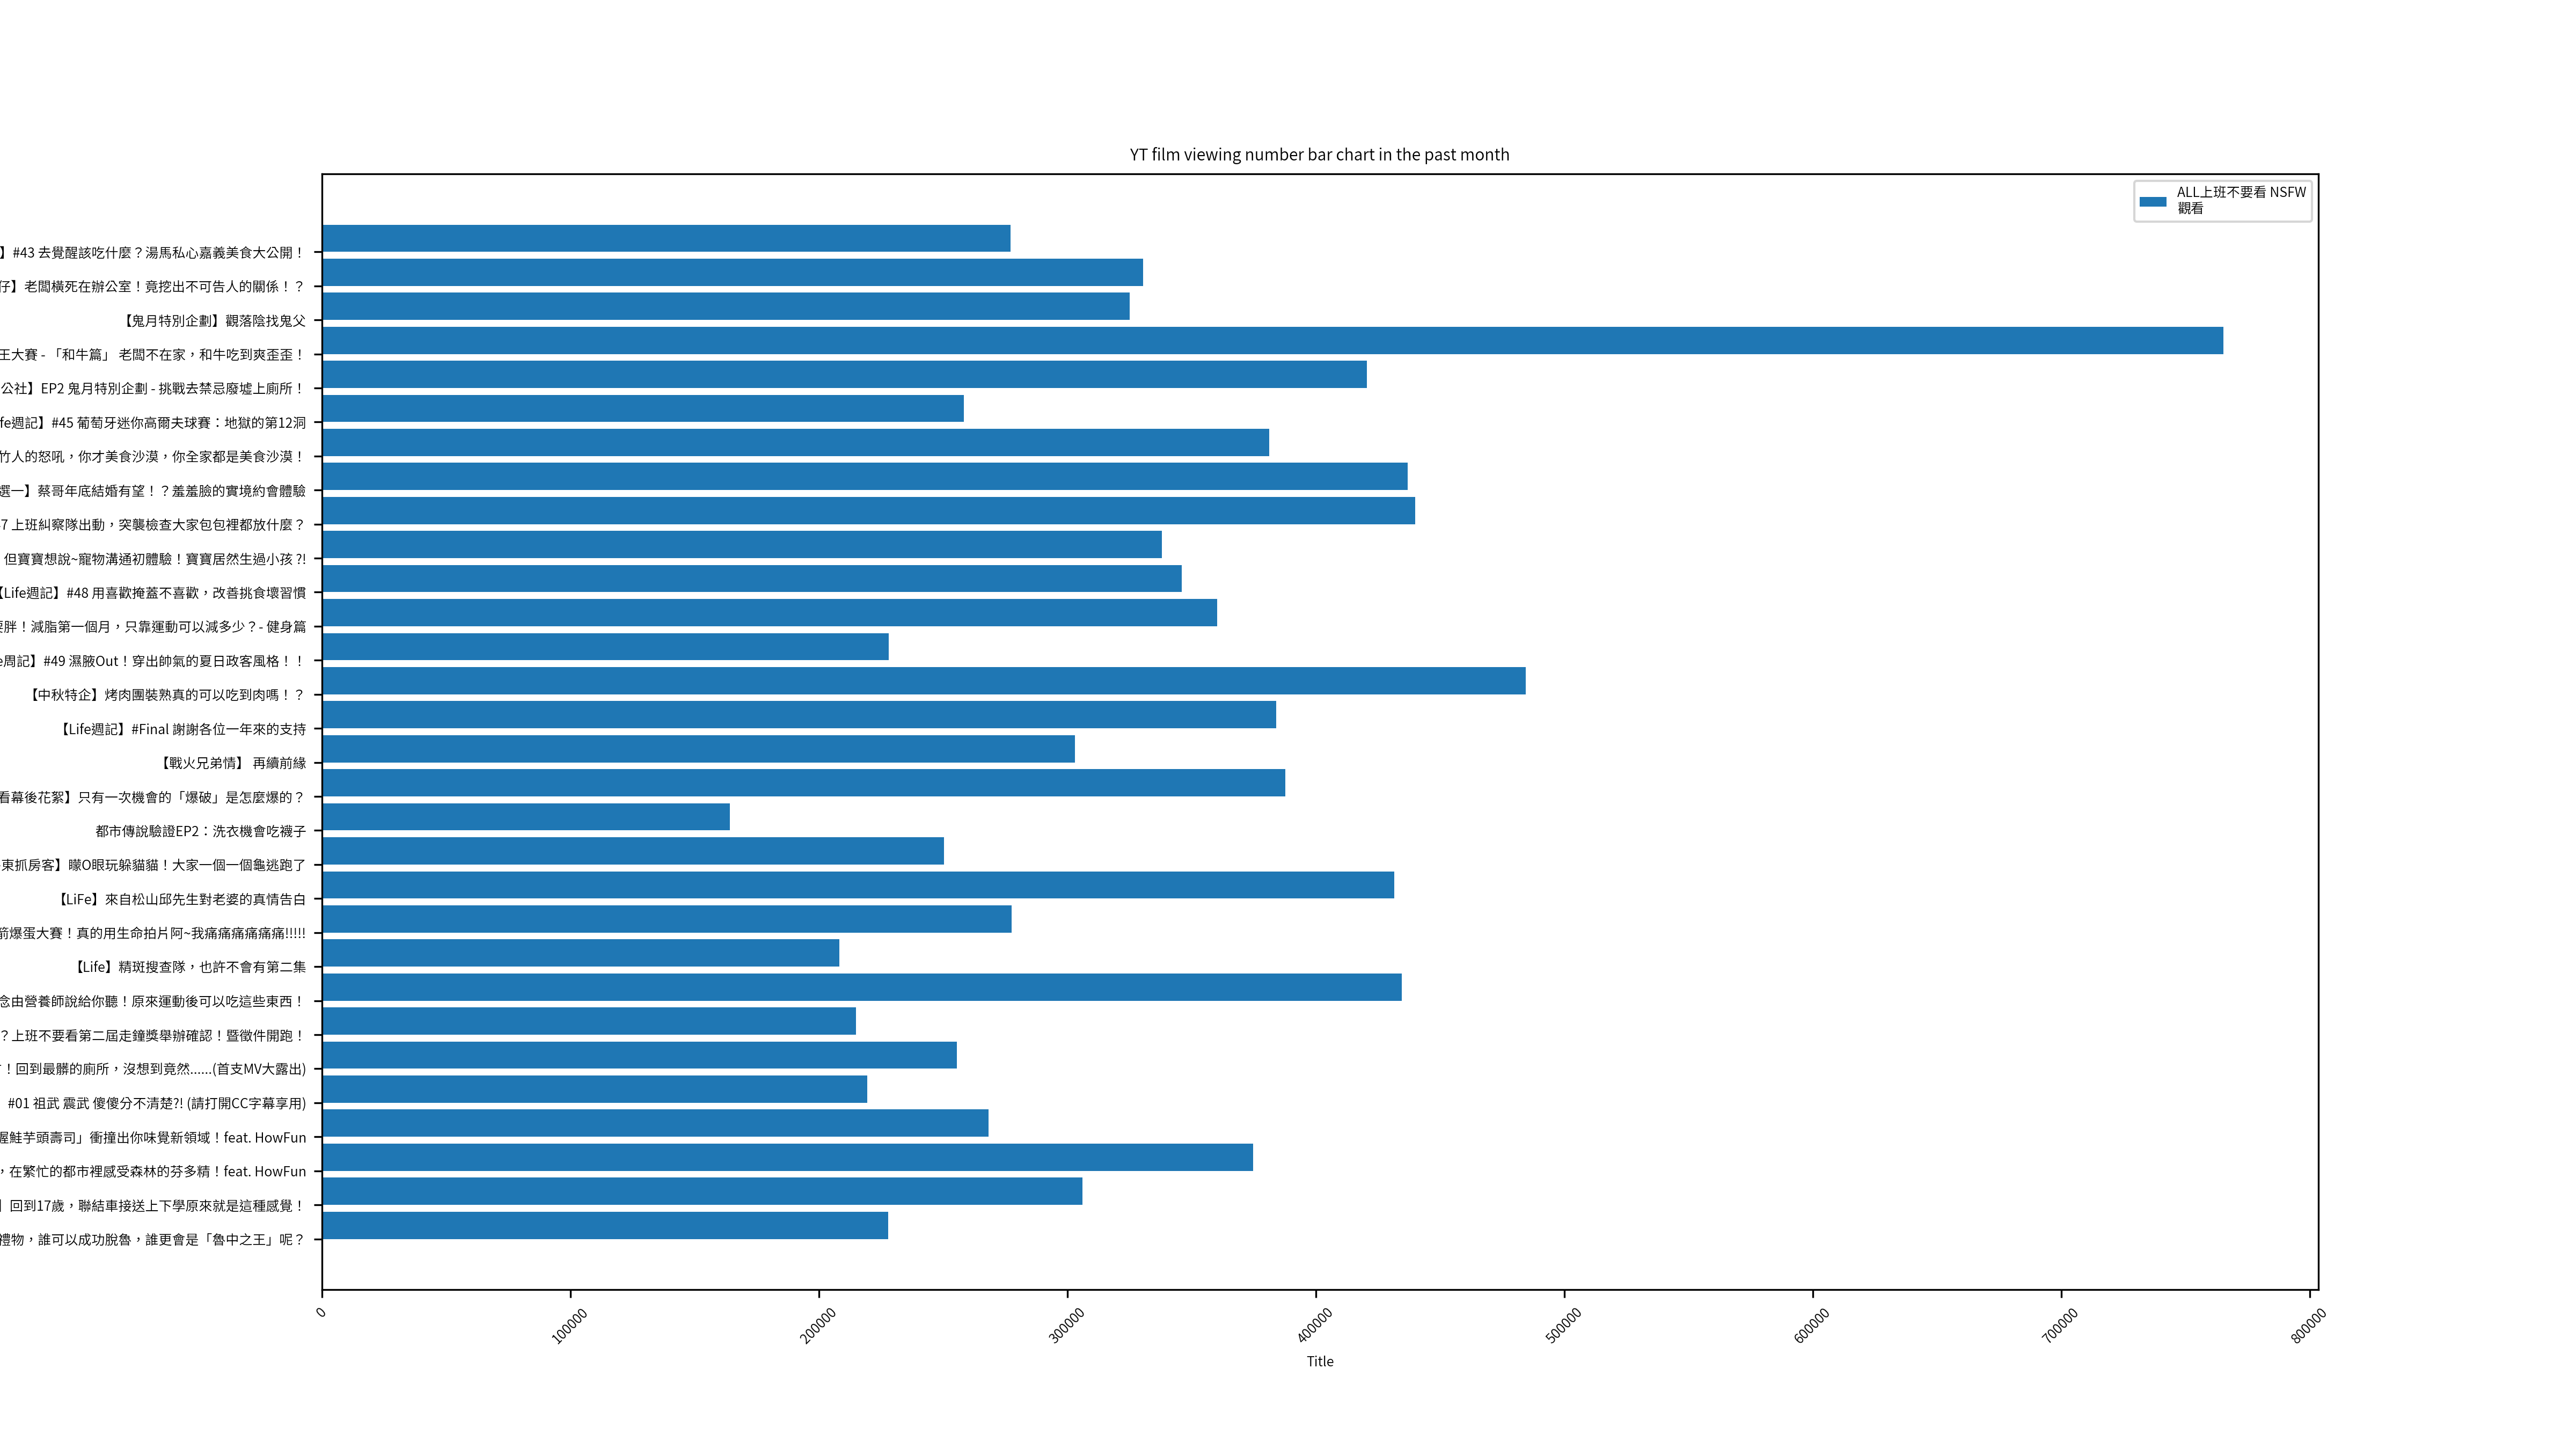 YT film viewing number bar chart in the past month
ALL上班不要看 NSFW
觀看
】#43 去覺醒該吃什麼？湯馬私心嘉義美食大公開！
仔】老闆橫死在辦公室！竟挖出不可告人的關係！？
【鬼月特別企劃】觀落陰找鬼父
王大賽 - 「和牛篇」 老闆不在家，和牛吃到爽歪歪！
公社】EP2 鬼月特別企劃 - 挑戰去禁忌廢墟上廁所！
fe週記】#45 葡萄牙迷你高爾夫球賽：地獄的第12洞
竹人的怒吼，你才美食沙漠，你全家都是美食沙漠！
選一】蔡哥年底結婚有望！？羞羞臉的實境約會體驗
7 上班糾察隊出動，突襲檢查大家包包裡都放什麼？
但寶寶想說~寵物溝通初體驗！寶寶居然生過小孩 ?!
【Life週記】#48 用喜歡掩蓋不喜歡，改善挑食壞習慣
要胖！減脂第一個月，只靠運動可以減多少？- 健身篇
e周記】#49 濕腋Out！穿出帥氣的夏日政客風格！！
【中秋特企】烤肉團裝熟真的可以吃到肉嗎！？
【Life週記】#Final 謝謝各位一年來的支持
【戰火兄弟情】 再續前緣
看幕後花絮】只有一次機會的「爆破」是怎麼爆的？
都市傳說驗證EP2：洗衣機會吃襪子
東抓房客】矇O眼玩躲貓貓！大家一個一個龜逃跑了
【LiFe】來自松山邱先生對老婆的真情告白
箭爆蛋大賽！真的用生命拍片阿~我痛痛痛痛痛痛!!!!!
【Life】精斑搜查隊，也許不會有第二集
念由營養師說給你聽！原來運動後可以吃這些東西！
？上班不要看第二屆走鐘獎舉辦確認！暨徵件開跑！
！回到最髒的廁所，沒想到竟然......(首支MV大露出)
#01 祖武 震武 傻傻分不清楚?! (請打開CC字幕享用)
握鮭芋頭壽司」衝撞出你味覺新領域！feat. HowFun
，在繁忙的都市裡感受森林的芬多精！feat. HowFun
】回到17歲，聯結車接送上下學原來就是這種感覺！
禮物，誰可以成功脫魯，誰更會是「魯中之王」呢？
0 100000 200000 300000 400000 500000 600000 700000 800000
Title